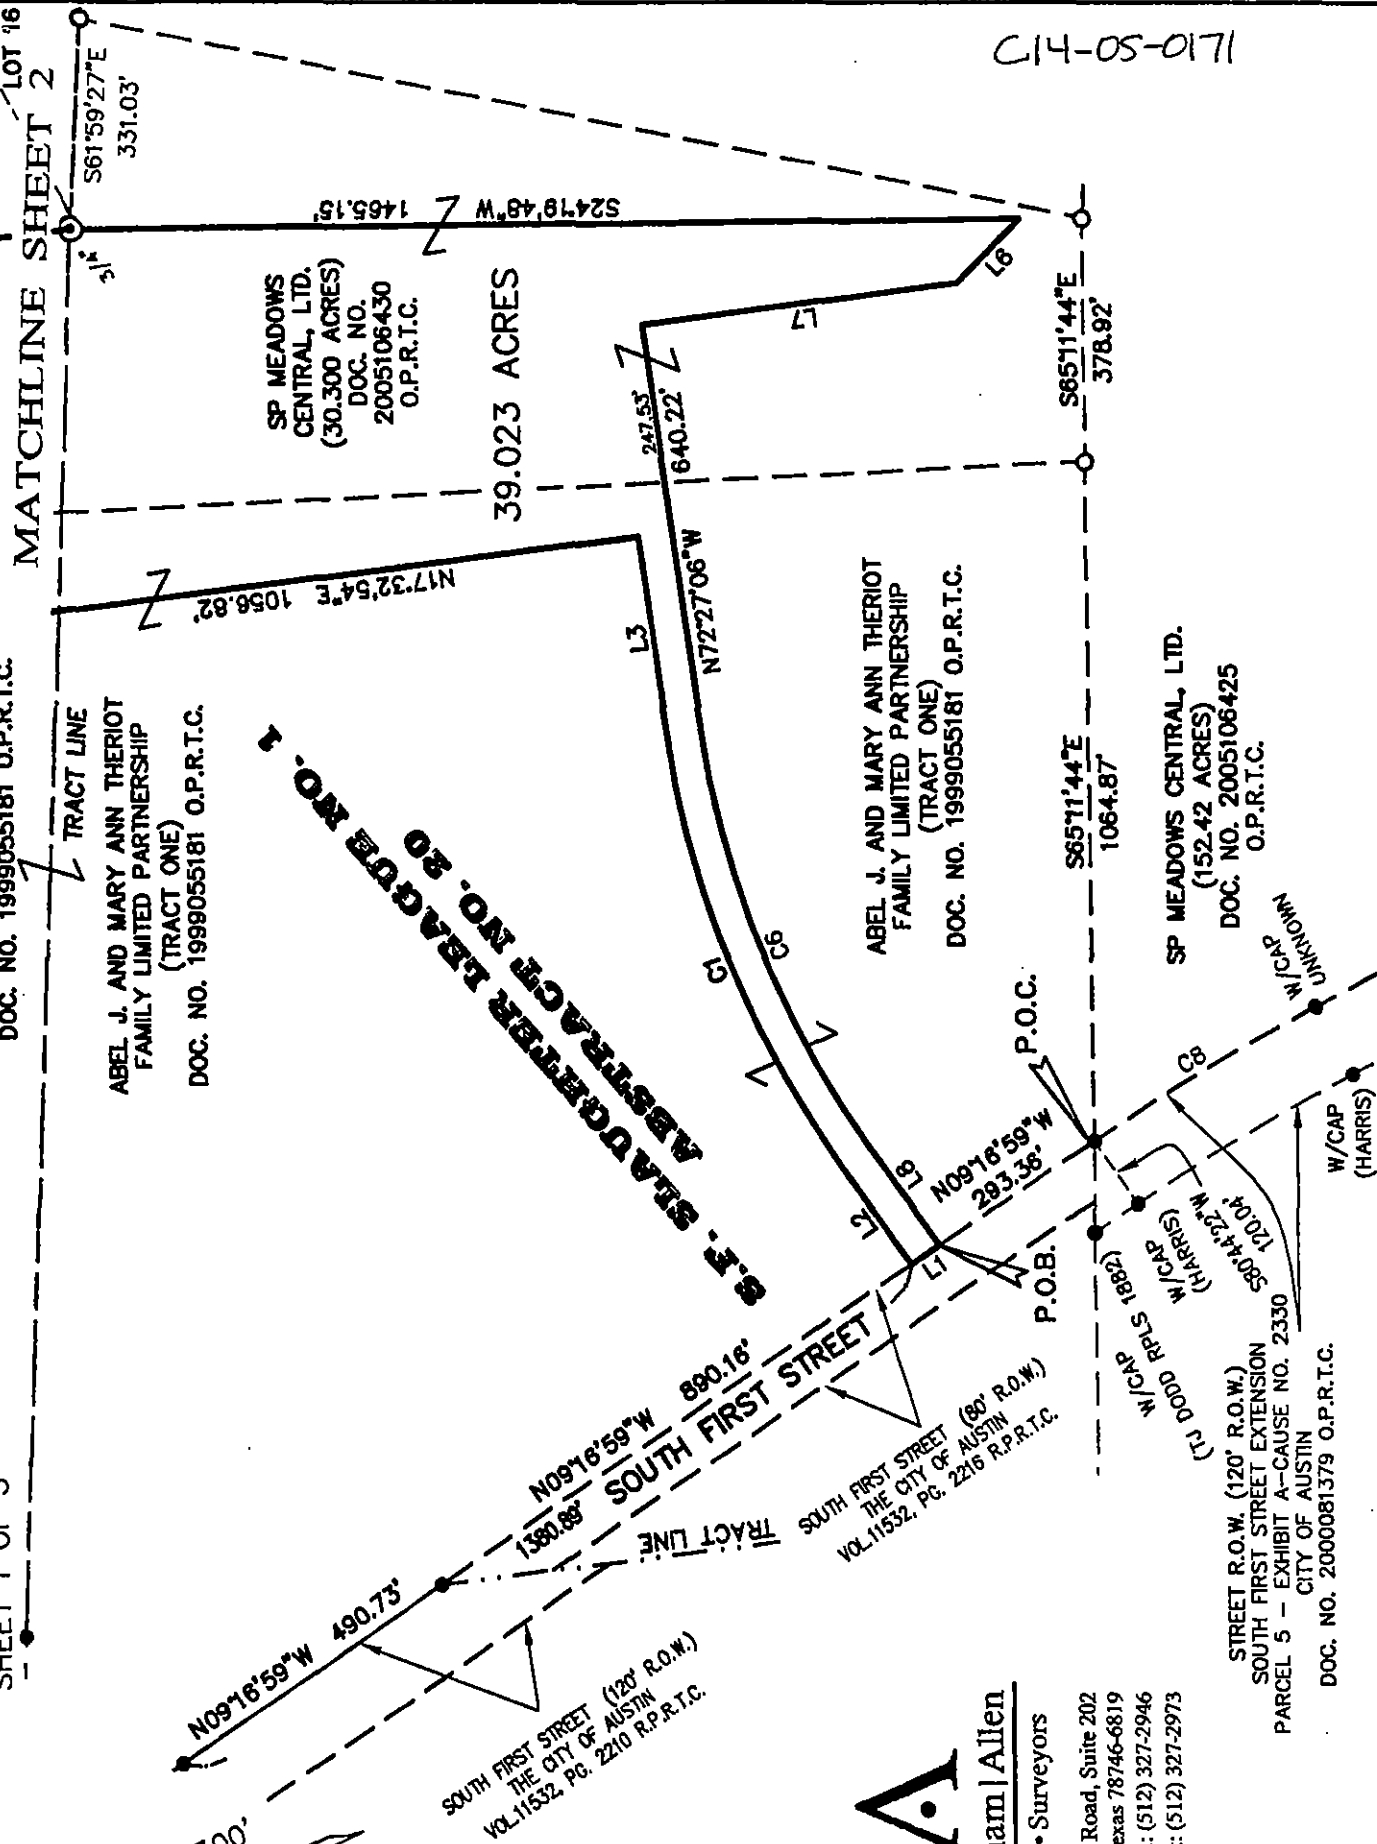 C14-05-0171
LOT 16
MATCHLINE SHEET 2
S61°59'27"E
331.03'
S24°19'48"W
1465.15'
SP MEADOWS
CENTRAL, LTD.
(30.300 ACRES)
DOC. NO.
2005106430
O.P.R.T.C.
39.023 ACRES
L6
L7
247.53'
640.22'
N72°27'06"W
S65°11'44"E
378.92'
DOC. NO. 1999055181 O.P.R.T.C.
TRACT LINE
N17°32'54"E 1056.82'
L3
ABEL J. AND MARY ANN THERIOT
FAMILY LIMITED PARTNERSHIP
(TRACT ONE)
DOC. NO. 1999055181 O.P.R.T.C.
S.F. SLAUGHTER LEAGUE NO. 1
ABSTRACT NO. 20
C1
C6
ABEL J. AND MARY ANN THERIOT
FAMILY LIMITED PARTNERSHIP
(TRACT ONE)
DOC. NO. 1999055181 O.P.R.T.C.
S65°11'44"E
1064.87'
SP MEADOWS CENTRAL, LTD.
(152.42 ACRES)
DOC. NO. 2005106425
O.P.R.T.C.
W/CAP
UNKNOWN
C8
P.O.C.
W/CAP
(HARRIS)
L2
L8
L1
N09°16'59"W
293.36'
P.O.B.
W/CAP
(HARRIS)
S80°44'22"W
120.04'
W/CAP
(TJ DODD RPLS 1882)
N09°16'59"W 890.16'
1380.89'
SOUTH FIRST STREET
TRACT LINE
SOUTH FIRST STREET (80' R.O.W.)
THE CITY OF AUSTIN
VOL.11532, PG. 2216 R.P.R.T.C.
STREET R.O.W. (120' R.O.W.)
SOUTH FIRST STREET EXTENSION
PARCEL 5 - EXHIBIT A-CAUSE NO. 2330
CITY OF AUSTIN
DOC. NO. 2000081379 O.P.R.T.C.
SHEET 1 OF 3
N09°16'59"W 490.73'
SOUTH FIRST STREET (120' R.O.W.)
THE CITY OF AUSTIN
VOL.11532, PG. 2210 R.P.R.T.C.
Allen
• Surveyors
Road, Suite 202
78746-6819
: (512) 327-2946
: (512) 327-2973